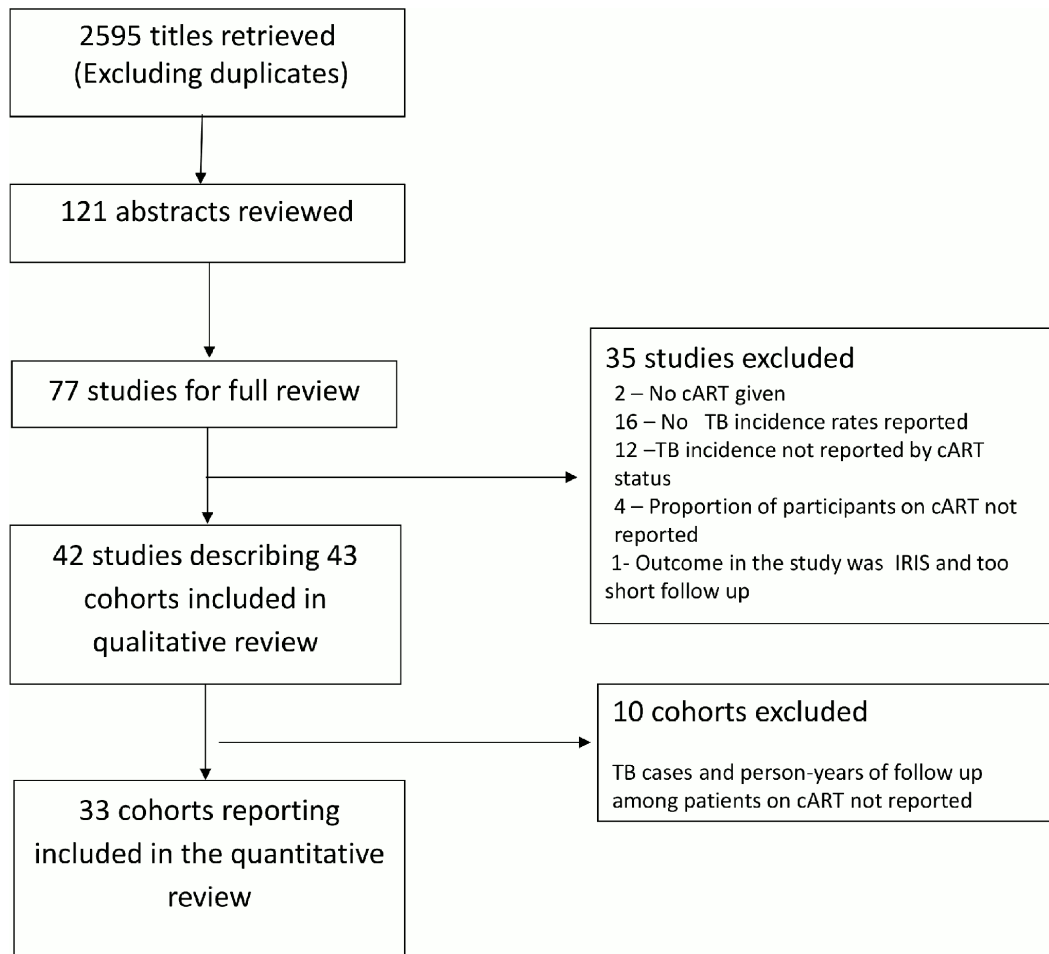 2595 titles retrieved
(Excluding duplicates)
121 abstracts reviewed
77 studies for full review
35 studies excluded
2 – No cART given
16 – No TB incidence rates reported
12 –TB incidence not reported by cART
status
4 – Proportion of participants on cART not
reported
1- Outcome in the study was IRIS and too
short follow up
42 studies describing 43
cohorts included in
qualitative review
10 cohorts excluded
TB cases and person-years of follow up
among patients on cART not reported
33 cohorts reporting
included in the quantitative
review